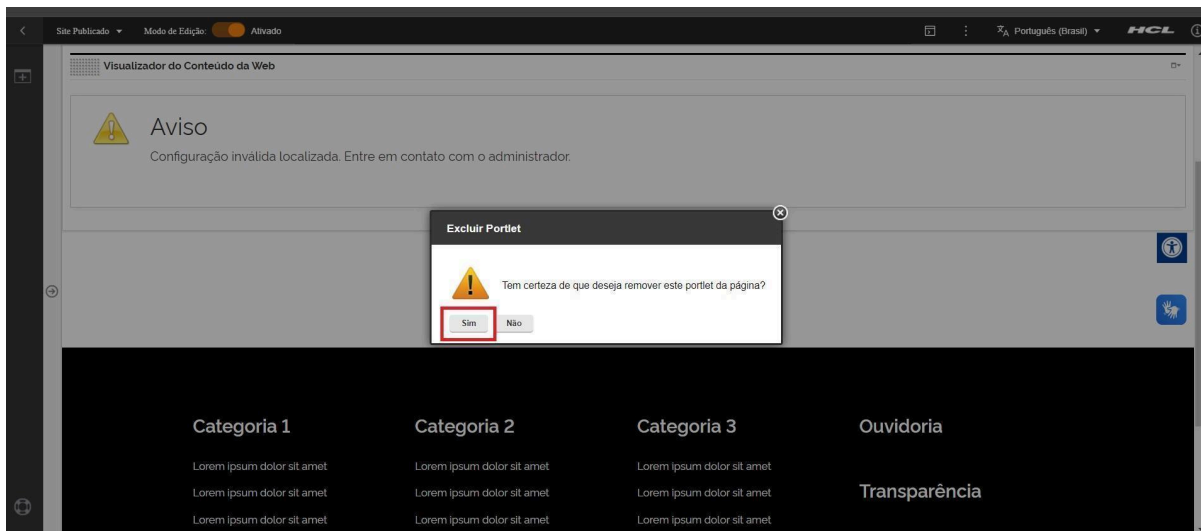 Site Publicado Modo de Edição: Ativado Português (Brasil) HCL
Visualizador do Conteúdo da Web
Aviso
Configuração inválida localizada. Entre em contato com o administrador.
Excluir Portlet
Tem certeza de que deseja remover este portlet da página?
Sim Não
Categoria 1 Categoria 2 Categoria 3 Ouvidoria
Lorem ipsum dolor sit amet Lorem ipsum dolor sit amet Lorem ipsum dolor sit amet
Lorem ipsum dolor sit amet Lorem ipsum dolor sit amet Lorem ipsum dolor sit amet Transparência
Lorem ipsum dolor sit amet Lorem ipsum dolor sit amet Lorem ipsum dolor sit amet